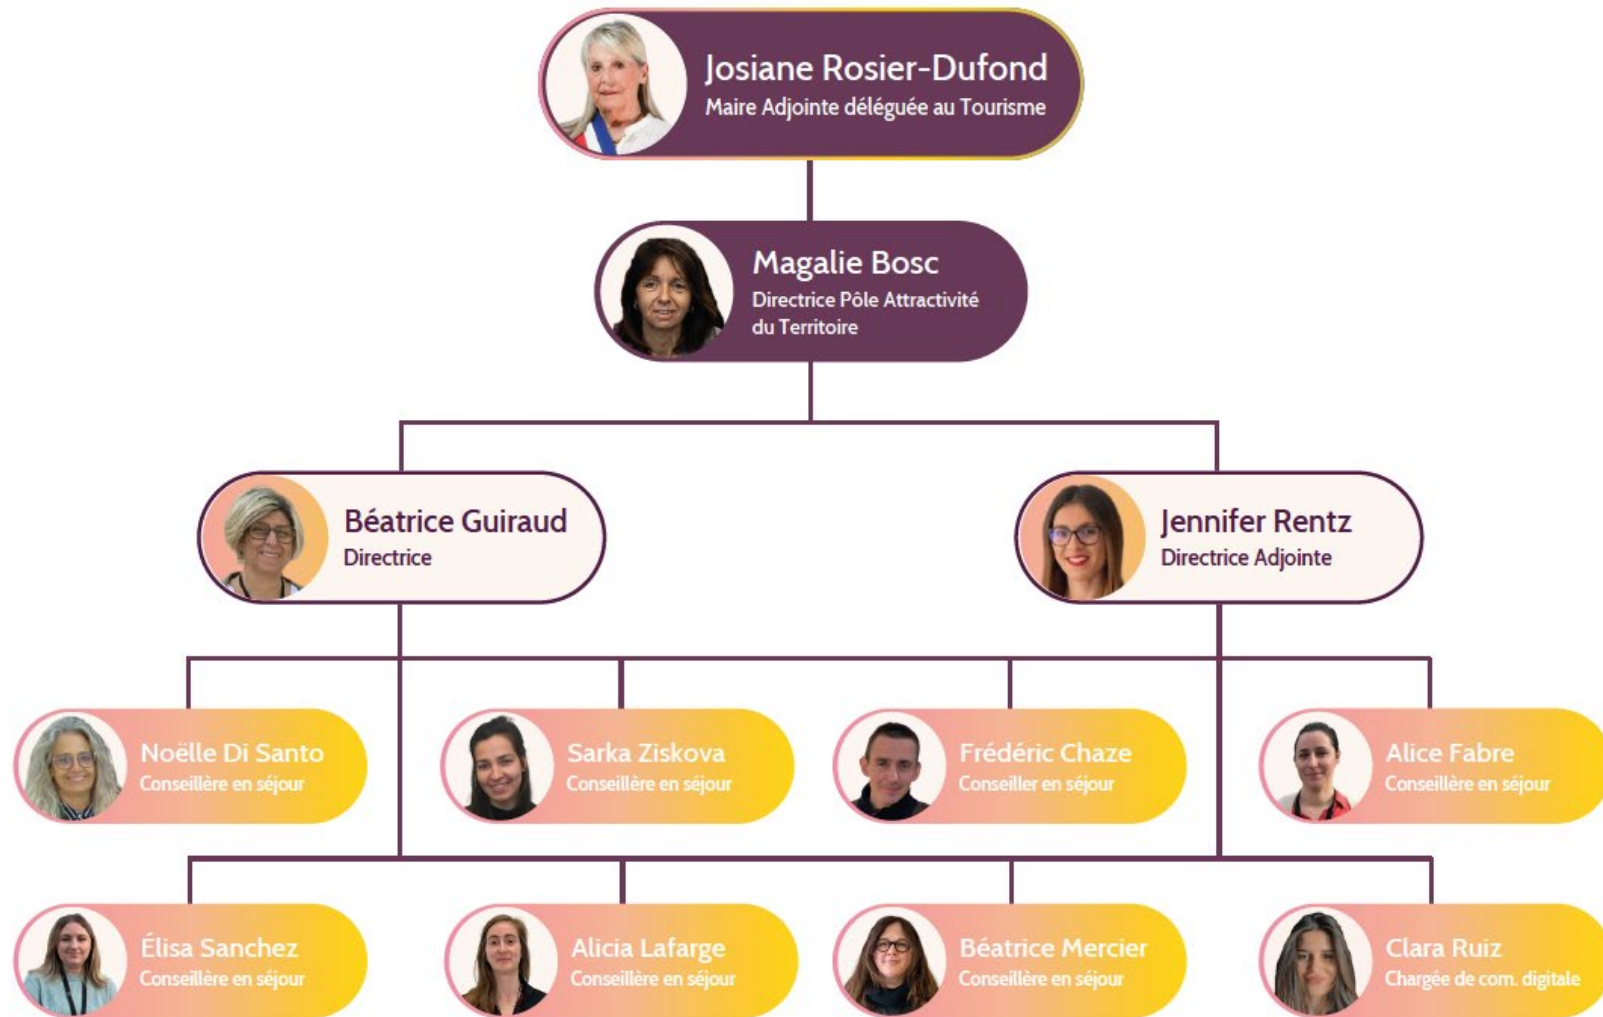 Josiane Rosier-Dufond
Maire Adjointe déléguée au Tourisme
Magalie Bosc
Directrice Pôle Attractivité
du Territoire
Béatrice Guiraud
Directrice
Jennifer Rentz
Directrice Adjointe
Noëlle Di Santo
Conseillère en séjour
Sarka Ziskova
Conseillère en séjour
Frédéric Chaze
Conseiller en séjour
Alice Fabre
Conseillère en séjour
Élisa Sanchez
Conseillère en séjour
Alicia Lafarge
Conseillère en séjour
Béatrice Mercier
Conseillère en séjour
Clara Ruiz
Chargée de com. digitale